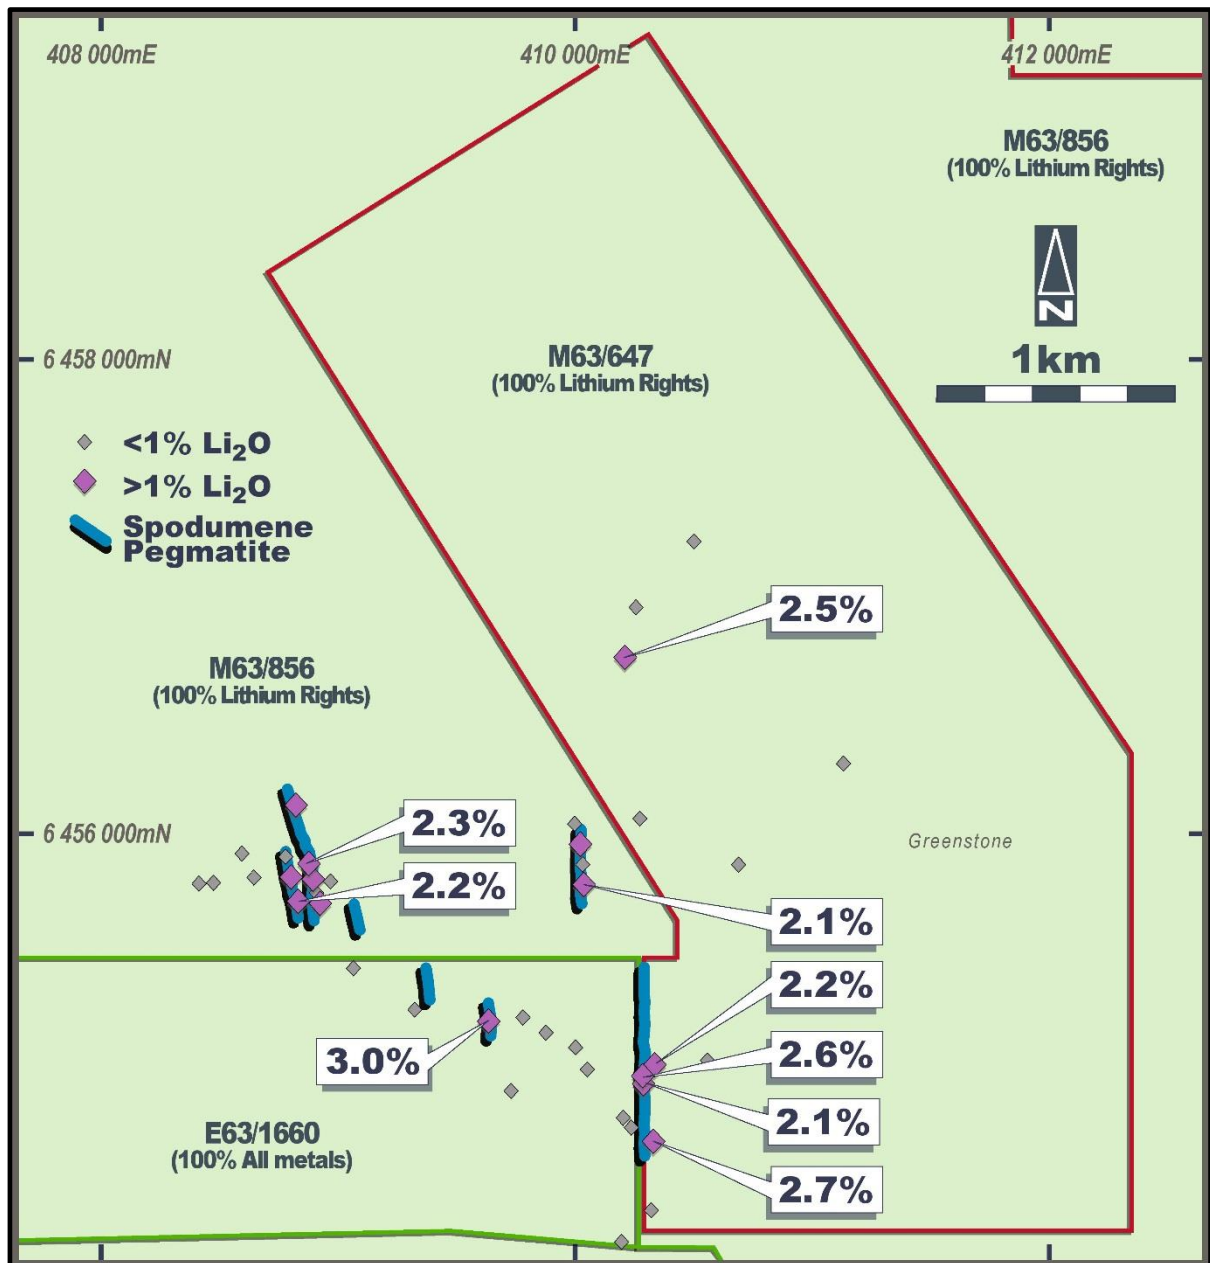 408 000mE
410 000mE
412 000mE
M63/856
(100% Lithium Rights)
N
1km
6 458 000mN
M63/647
(100% Lithium Rights)
<1% Li₂O
>1% Li₂O
Spodumene
Pegmatite
2.5%
M63/856
(100% Lithium Rights)
6 456 000mN
2.3%
Greenstone
2.2%
2.1%
2.2%
3.0%
2.6%
2.1%
E63/1660
(100% All metals)
2.7%